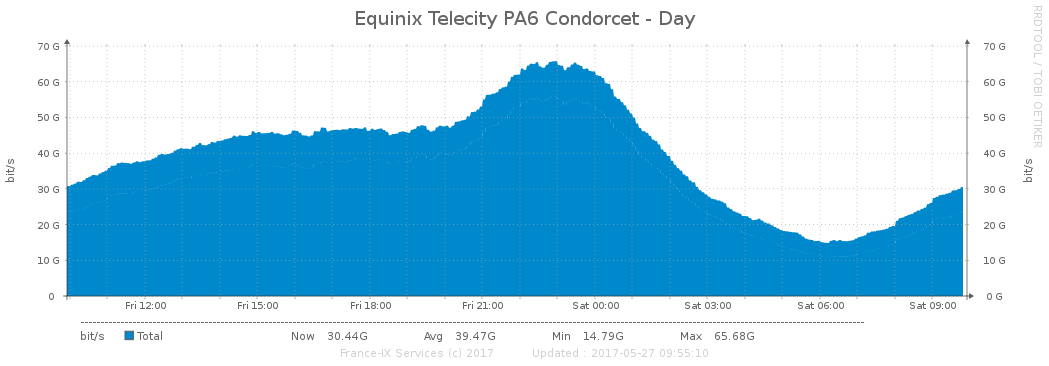 Equinix Telecity PA6 Condorcet - Day
RRDTOOL / TOBI OETIKER
70 G 70 G
60 G 60 G
50 G 50 G
40 G 40 G
30 G 30 G
20 G 20 G
10 G 10 G
0 0 G
bit/s
bit/s
Fri 12:00 Fri 15:00 Fri 18:00 Fri 21:00 Sat 00:00 Sat 03:00 Sat 06:00 Sat 09:00
bit/s Total Now 30.44G Avg 39.47G Min 14.79G Max 65.68G
France-IX Services (c) 2017 Updated : 2017-05-27 09:55:10